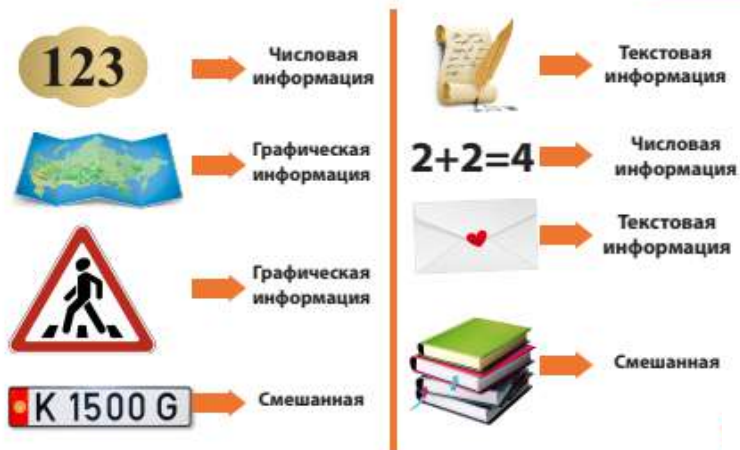 123
Числовая
информация
Графическая
информация
Графическая
информация
K 1500 G
Смешанная
Текстовая
информация
2+2=4
Числовая
информация
Текстовая
информация
Смешанная